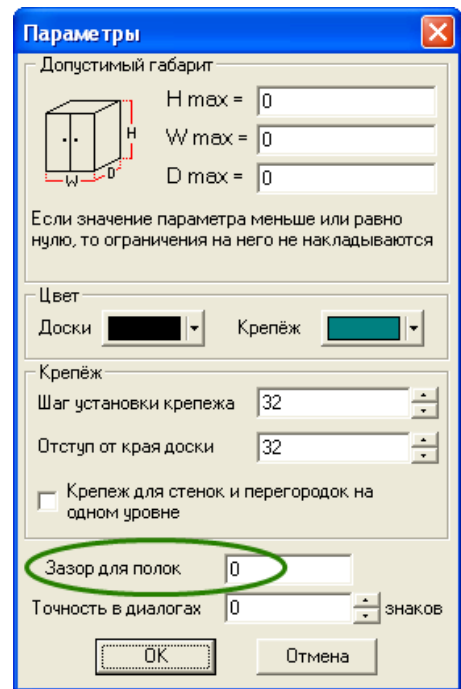 Параметры
Допустимый габарит
H max = 0
W max = 0
D max = 0
H
W
D
Если значение параметра меньше или равно
нулю, то ограничения на него не накладываются
Цвет
Доски
Крепёж
Крепёж
Шаг установки крепежа 32
Отступ от края доски 32
Крепеж для стенок и перегородок на
одном уровне
Зазор для полок 0
Точность в диалогах 0 знаков
OK Отмена